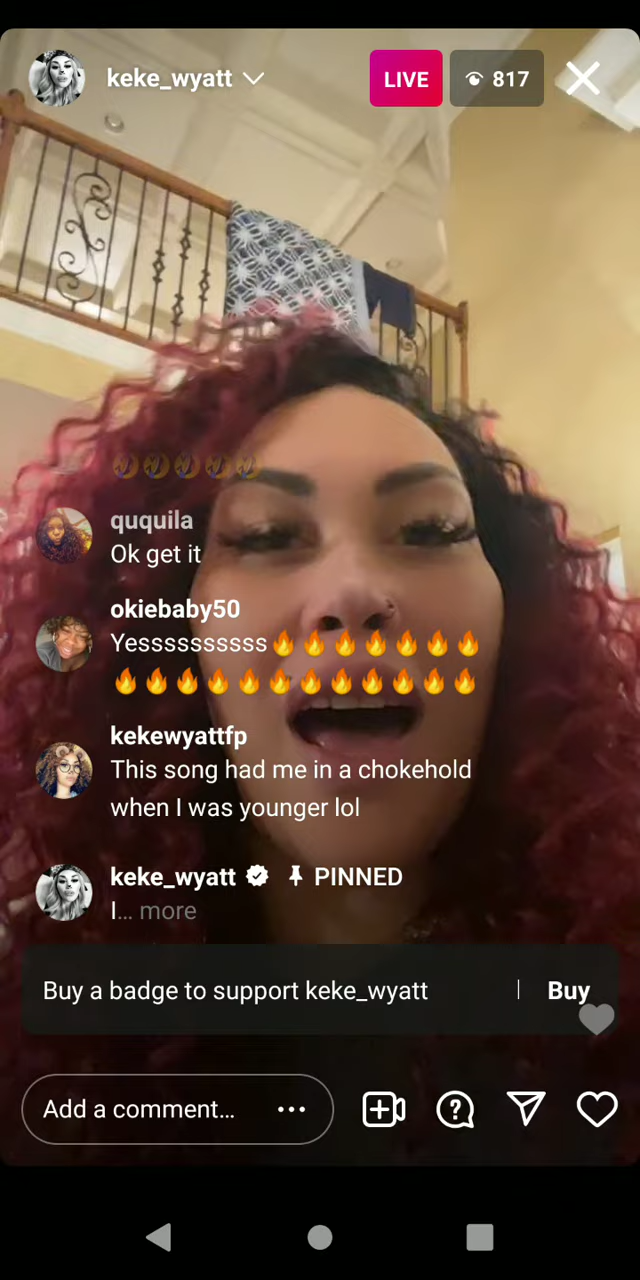 keke_wyatt
LIVE
817
🤣🤣🤣🤣🤣
ququila
Ok get it
okiebaby50
Yesssssssssss🔥🔥🔥🔥🔥🔥🔥
🔥🔥🔥🔥🔥🔥🔥🔥🔥🔥🔥🔥
kekewyattfp
This song had me in a chokehold
when I was younger lol
keke_wyatt PINNED
I... more
Buy a badge to support keke_wyatt | Buy
Add a comment...